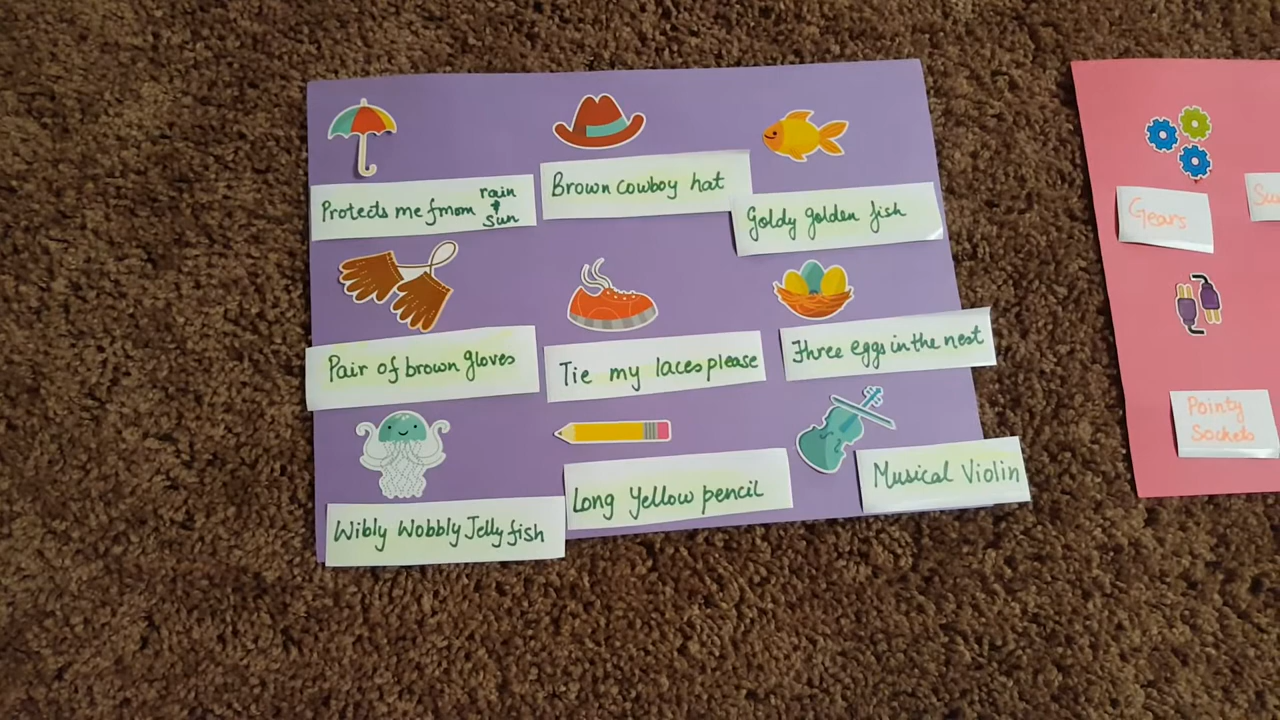 Protects me fmom rain & sun
Brown cowboy hat
Goldy golden fish
Pair of brown gloves
Tie my laces please
Three eggs in the nest
Wibly Wobbly Jelly fish
Long Yellow pencil
Musical Violin
Gears
Pointy
Sockets